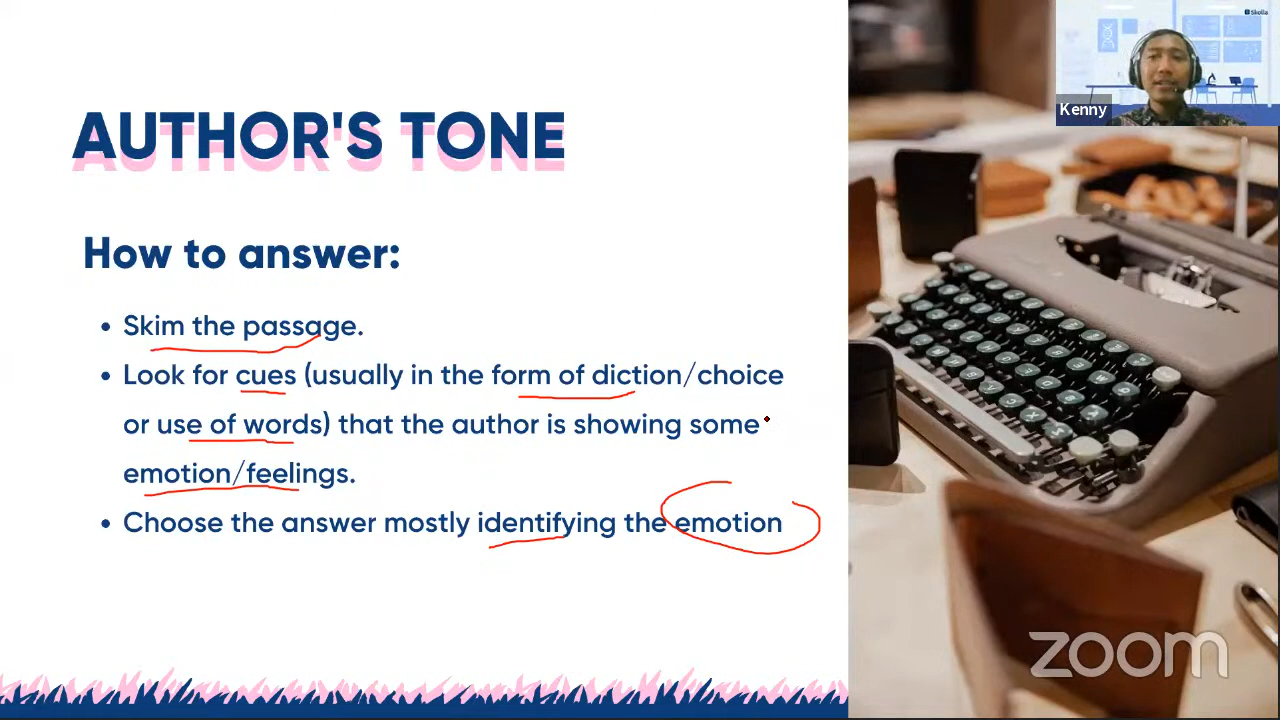 Skolla
Kenny
AUTHOR'S TONE
How to answer:
• Skim the passage.
• Look for cues (usually in the form of diction/choice
or use of words) that the author is showing some
emotion/feelings.
• Choose the answer mostly identifying the emotion
zoom